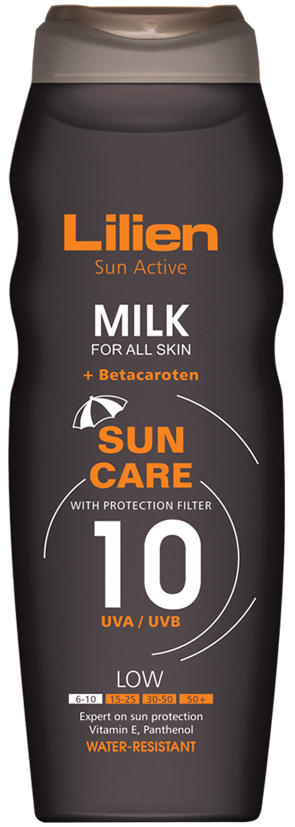 Lilien
Sun Active
MILK
FOR ALL SKIN
+ Betacaroten
SUN
CARE
WITH PROTECTION FILTER
10
UVA / UVB
LOW
6-10 15-25 30-50 50+
Expert on sun protection
Vitamin E, Panthenol
WATER-RESISTANT